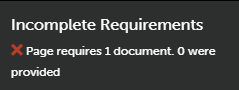 Incomplete Requirements
Page requires 1 document. 0 were
provided